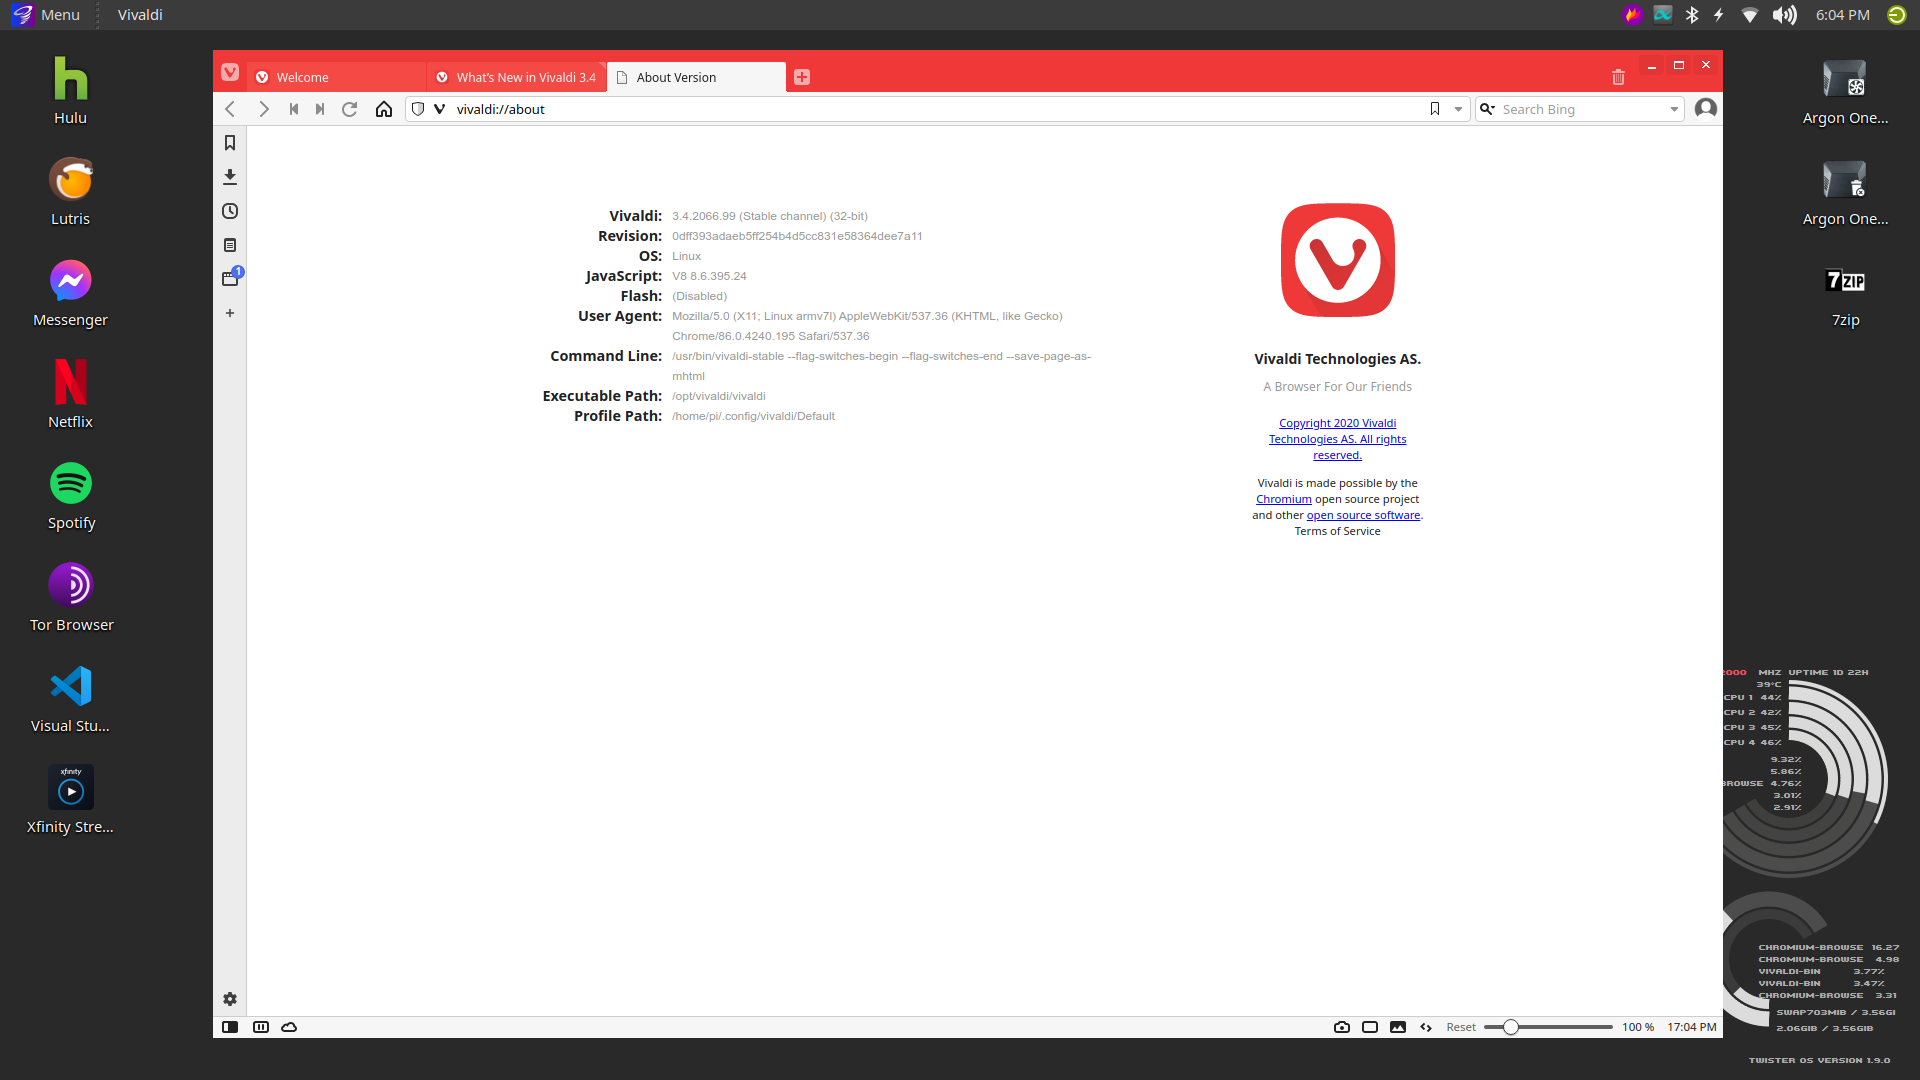 Menu
Vivaldi
6:04 PM
Hulu
Lutris
Messenger
Netflix
Spotify
Tor Browser
Visual Stu...
xfinity
Xfinity Stre...
Welcome
What's New in Vivaldi 3.4
About Version
vivaldi://about
Search Bing
1
Vivaldi: 3.4.2066.99 (Stable channel) (32-bit)
Revision: 0dff393adaeb5ff254b4d5cc831e58364dee7a11
OS: Linux
JavaScript: V8 8.6.395.24
Flash: (Disabled)
User Agent: Mozilla/5.0 (X11; Linux armv7l) AppleWebKit/537.36 (KHTML, like Gecko)
Chrome/86.0.4240.195 Safari/537.36
Command Line: /usr/bin/vivaldi-stable --flag-switches-begin --flag-switches-end --save-page-as-
mhtml
Executable Path: /opt/vivaldi/vivaldi
Profile Path: /home/pi/.config/vivaldi/Default
Vivaldi Technologies AS.
A Browser For Our Friends
Copyright 2020 Vivaldi
Technologies AS. All rights
reserved.
Vivaldi is made possible by the
Chromium open source project
and other open source software.
Terms of Service
Reset
100 %
17:04 PM
Argon One...
Argon One...
7 ZIP
7zip
2000 MHZ UPTIME 1D 22H
39°C
CPU 1 44%
CPU 2 42%
CPU 3 45%
CPU 4 46%
9.32%
5.86%
BROWSE 4.76%
3.01%
2.91%
CHROMIUM-BROWSE 16.27
CHROMIUM-BROWSE 4.98
VIVALDI-BIN 3.77%
VIVALDI-BIN 3.47%
CHROMIUM-BROWSE 3.31
SWAP703MIB / 3.56GI
2.06GIB / 3.56GIB
TWISTER OS VERSION 1.9.0